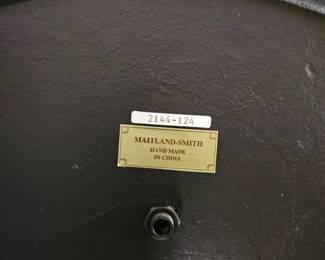 2144-124
MAITLAND-SMITH
HAND MADE
IN CHINA